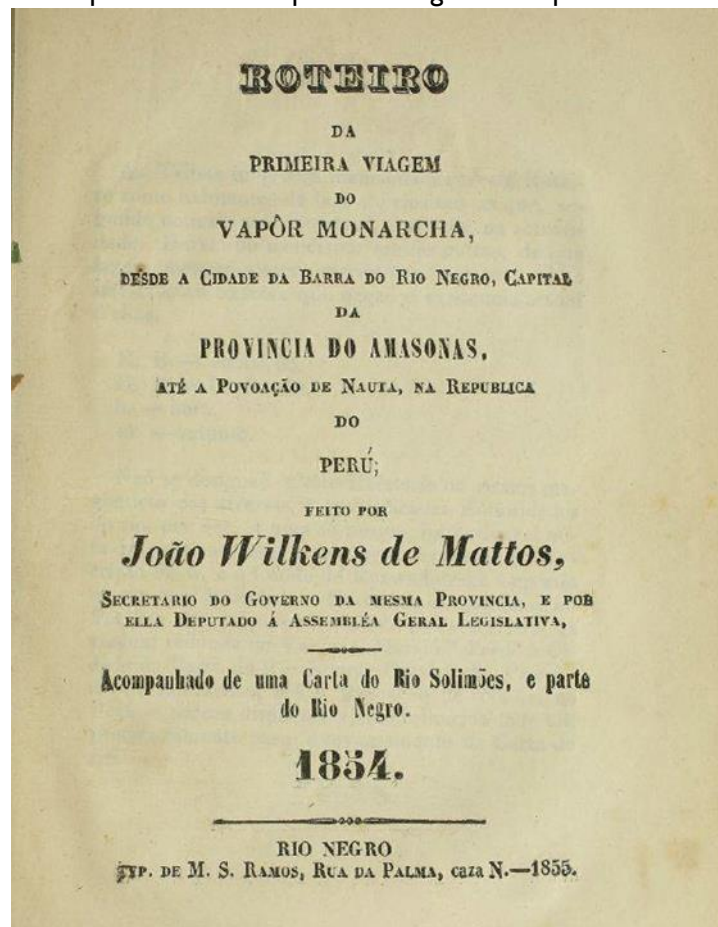 ROTEIRO
DA
PRIMEIRA VIAGEM
DO
VAPÔR MONARCHA,
DESDE A CIDADE DA BARRA DO RIO NEGRO, CAPITAL
DA
PROVINCIA DO AMASONAS,
ATÉ A POVOAÇÃO DE NAUTA, NA REPUBLICA
DO
PERÚ;
FEITO POR
João Wilkens de Mattos,
SECRETARIO DO GOVERNO DA MESMA PROVINCIA, E POR
ELLA DEPUTADO Á ASSEMBLÉA GERAL LEGISLATIVA,
Acompanhado de uma Carta do Rio Solimões, e parte
do Rio Negro.
1854.
RIO NEGRO
TYP. DE M. S. RAMOS, RUA DA PALMA, caza N.—1855.